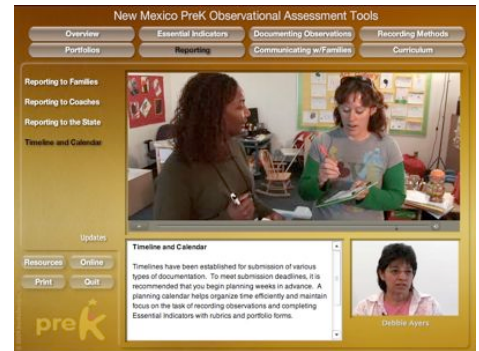 New Mexico PreK Observational Assessment Tools
Overview
Essential Indicators
Documenting Observations
Recording Methods
Portfolios
Reporting
Communicating w/Families
Curriculum
Reporting to Families
Reporting to Coaches
Reporting to the State
Timeline and Calendar
Updates
Resources
Online
Print
Quit
preK
Timeline and Calendar
Timelines have been established for submission of various
types of documentation. To meet submission deadlines, it is
recommended that you begin planning weeks in advance. A
planning calendar helps organize time efficiently and maintain
focus on the task of recording observations and completing
Essential Indicators with rubrics and portfolio forms.
Debbie Ayers